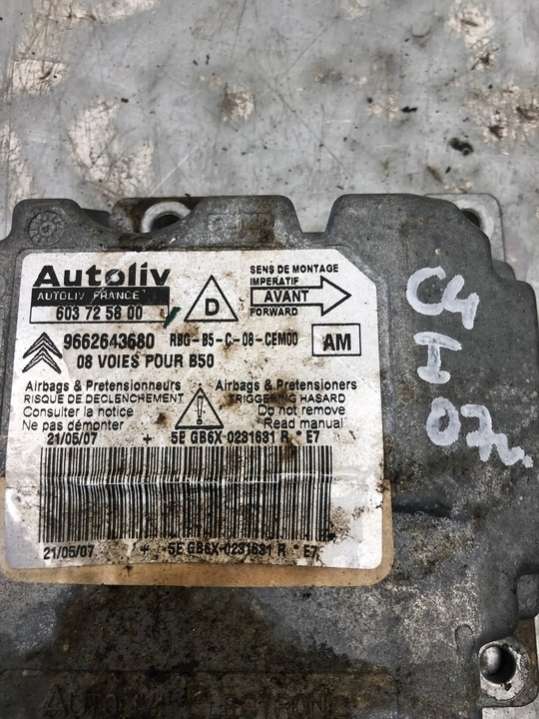 Autoliv
AUTOLIV FRANCE
603 72 58 00
D
SENS DE MONTAGE
IMPERATIF
AVANT
FORWARD
9662643680 RBG-B5-C-08-CEM00
AM
08 VOIES POUR B50
Airbags & Pretensionneurs
RISQUE DE DECLENCHEMENT
Consulter la notice
Ne pas démonter
Airbags & Pretensioners
TRIGGERING HASARD
Do not remove
Read manual
21/05/07 + 5E GB6X-0231631 R * E7
21/05/07 + 5E GB6X-0231631 R * E7
C4
I
07